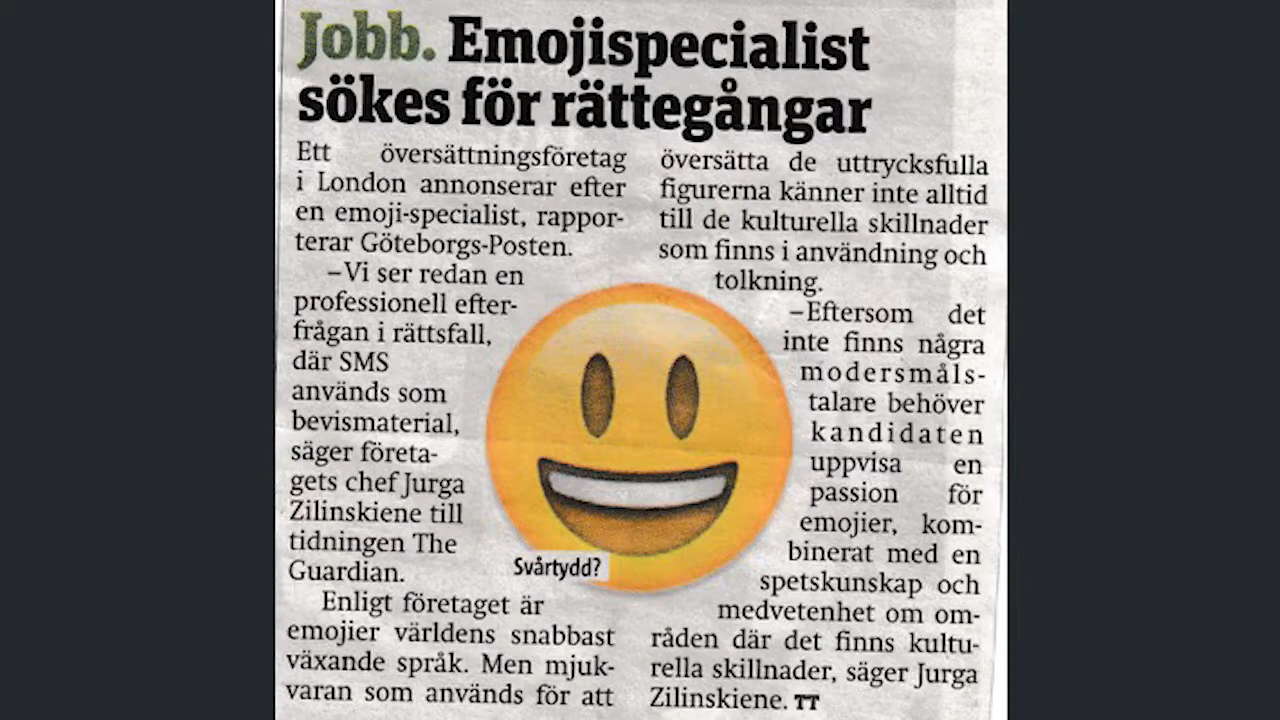 Jobb. Emojispecialist
sökes för rättegångar
Ett översättningsföretag
i London annonserar efter
en emoji-specialist, rappor-
terar Göteborgs-Posten.
–Vi ser redan en
professionell efter-
frågan i rättsfall,
där SMS
används som
bevismaterial,
säger företa-
gets chef Jurga
Zilinskiene till
tidningen The
Guardian.
Enligt företaget är
emojier världens snabbast
växande språk. Men mjuk-
varan som används för att
översätta de uttrycksfulla
figurerna känner inte alltid
till de kulturella skillnader
som finns i användning och
tolkning.
–Eftersom det
inte finns några
modersmåls-
talare behöver
kandidaten
uppvisa en
passion för
emojier, kom-
binerat med en
spetskunskap och
medvetenhet om om-
råden där det finns kultu-
rella skillnader, säger Jurga
Zilinskiene. TT
Svårtydd?